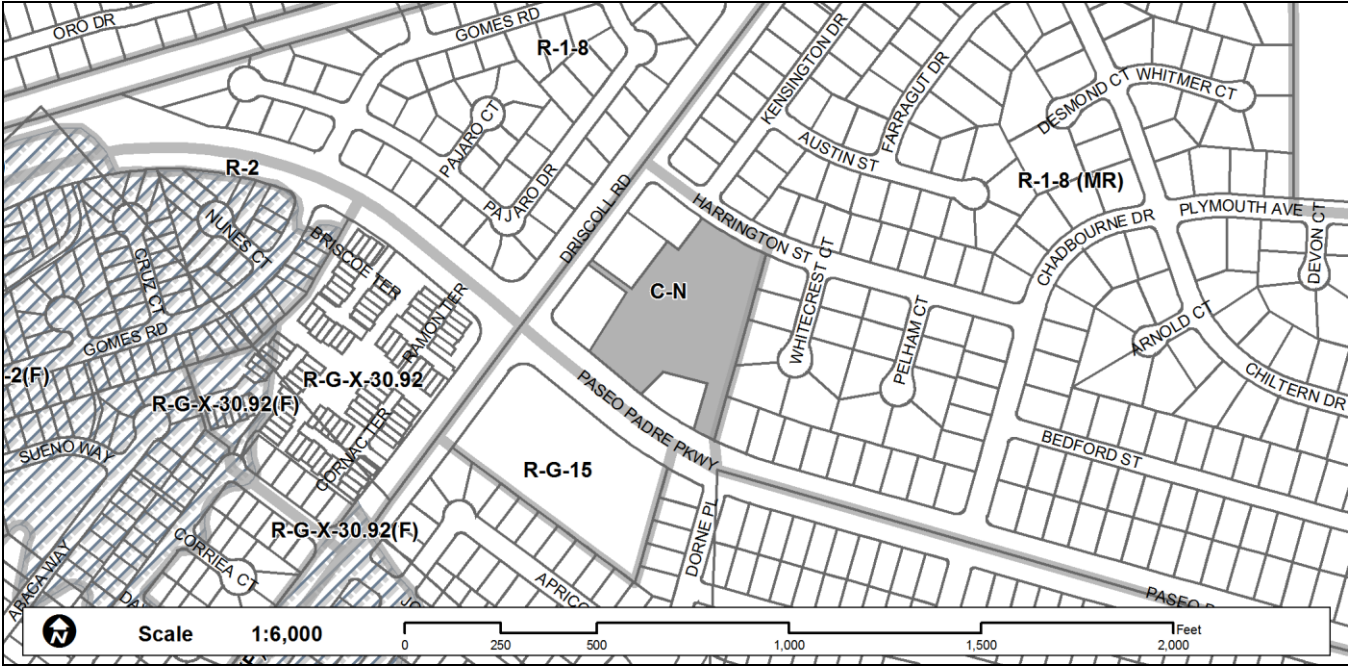 ORO DR
GOMES RD
R-1-8
KENSINGTON DR
FARRAGUT DR
DESMOND CT
WHITMER CT
PAJARO CT
AUSTIN ST
R-2
R-1-8 (MR)
PAJARO DR
DRISCOLL RD
HARRINGTON ST
PLYMOUTH AVE
DEVON CT
NUNES CT
CRUZ CT
BRISCOE TER
CHADBOURNE DR
C-N
WHITECREST CT
RAMON TER
PELHAM CT
ARNOLD CT
GOMES RD
-2(F)
R-G-X-30.92
CHILTERN DR
R-G-X-30.92(F)
PASEO PADRE PKWY
CORNAC TER
SUENO WAY
BEDFORD ST
R-G-15
R-G-X-30.92(F)
DORNE PL
CORRIEA CT
ABACA WAY
APRICO
PASEO
N
Scale 1:6,000
0 250 500 1,000 1,500 2,000
Feet